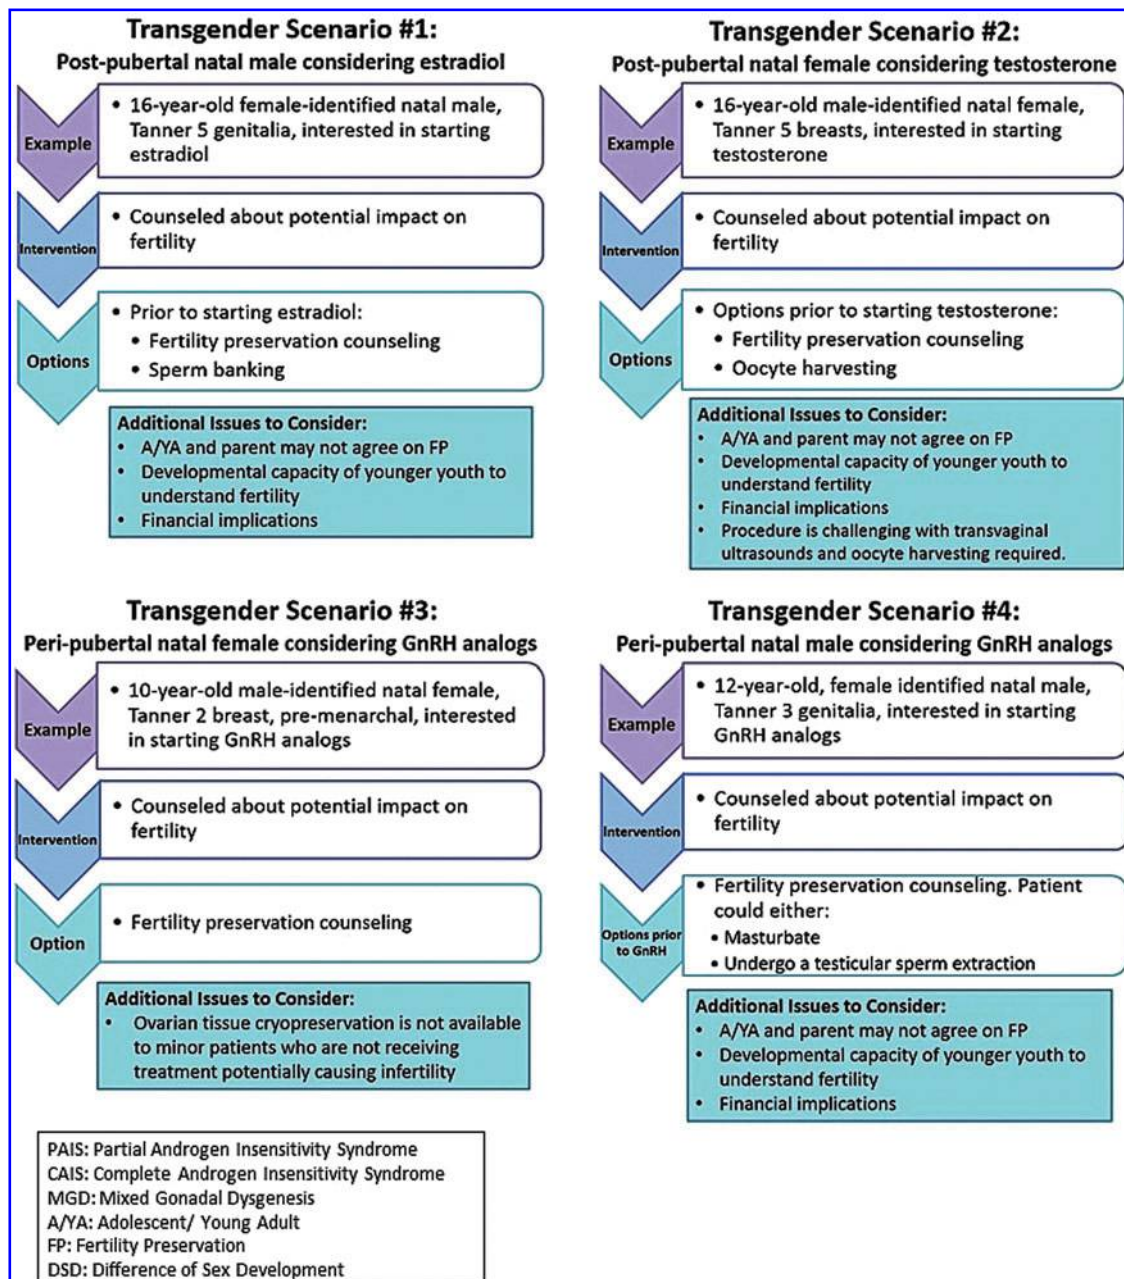 Transgender Scenario #1:
Post-pubertal natal male considering estradiol
Example
• 16-year-old female-identified natal male,
Tanner 5 genitalia, interested in starting
estradiol
Intervention
• Counseled about potential impact on
fertility
Options
• Prior to starting estradiol:
• Fertility preservation counseling
• Sperm banking
Additional Issues to Consider:
• A/YA and parent may not agree on FP
• Developmental capacity of younger youth to
understand fertility
• Financial implications
Transgender Scenario #2:
Post-pubertal natal female considering testosterone
Example
• 16-year-old male-identified natal female,
Tanner 5 breasts, interested in starting
testosterone
Intervention
• Counseled about potential impact on
fertility
Options
• Options prior to starting testosterone:
• Fertility preservation counseling
• Oocyte harvesting
Additional Issues to Consider:
• A/YA and parent may not agree on FP
• Developmental capacity of younger youth to
understand fertility
• Financial implications
• Procedure is challenging with transvaginal
ultrasounds and oocyte harvesting required.
Transgender Scenario #3:
Peri-pubertal natal female considering GnRH analogs
Example
• 10-year-old male-identified natal female,
Tanner 2 breast, pre-menarchal, interested
in starting GnRH analogs
Intervention
• Counseled about potential impact on
fertility
Option
• Fertility preservation counseling
Additional Issues to Consider:
• Ovarian tissue cryopreservation is not available
to minor patients who are not receiving
treatment potentially causing infertility
Transgender Scenario #4:
Peri-pubertal natal male considering GnRH analogs
Example
• 12-year-old, female identified natal male,
Tanner 3 genitalia, interested in starting
GnRH analogs
Intervention
• Counseled about potential impact on
fertility
Options prior
to GnRH
• Fertility preservation counseling. Patient
could either:
• Masturbate
• Undergo a testicular sperm extraction
Additional Issues to Consider:
• A/YA and parent may not agree on FP
• Developmental capacity of younger youth to
understand fertility
• Financial implications
PAIS: Partial Androgen Insensitivity Syndrome
CAIS: Complete Androgen Insensitivity Syndrome
MGD: Mixed Gonadal Dysgenesis
A/YA: Adolescent/ Young Adult
FP: Fertility Preservation
DSD: Difference of Sex Development